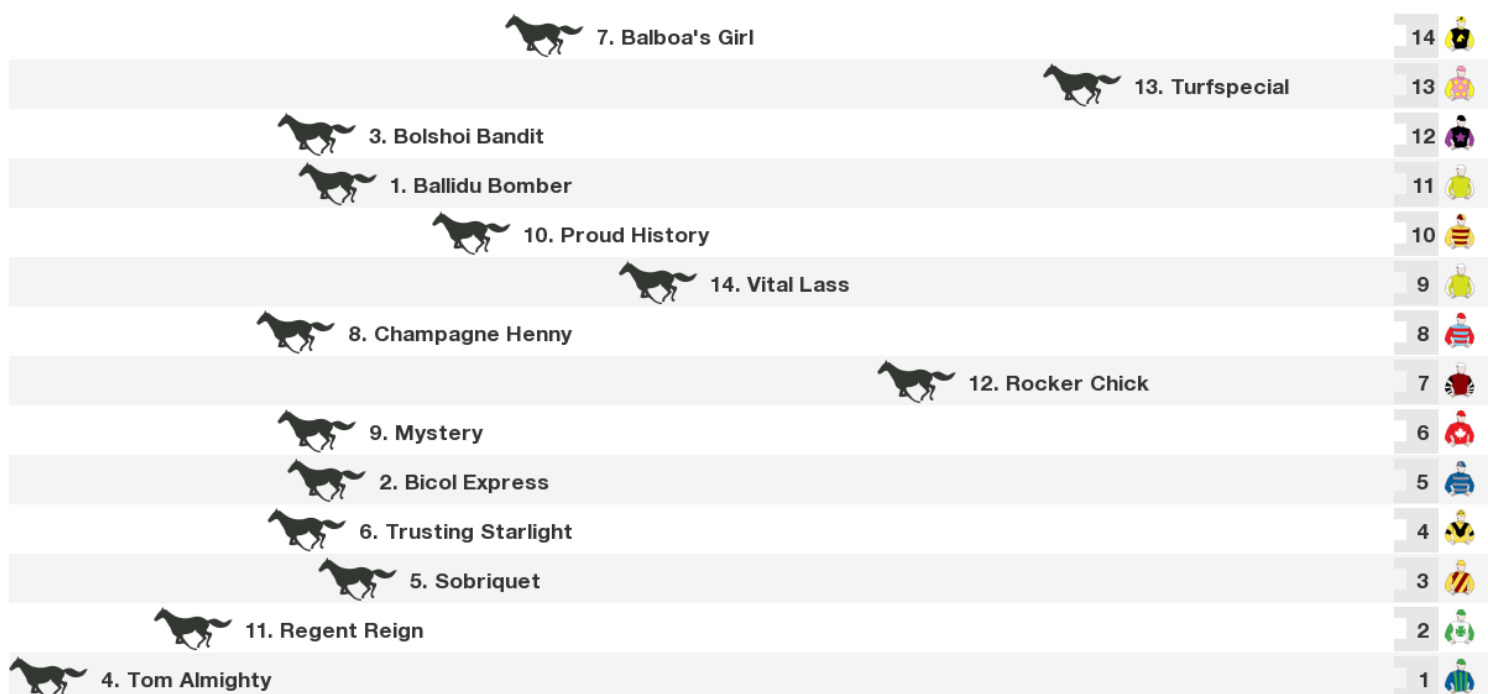 7. Balboa's Girl 14
13. Turfspecial 13
3. Bolshoi Bandit 12
1. Ballidu Bomber 11
10. Proud History 10
14. Vital Lass 9
8. Champagne Henny 8
12. Rocker Chick 7
9. Mystery 6
2. Bicol Express 5
6. Trusting Starlight 4
5. Sobriquet 3
11. Regent Reign 2
4. Tom Almighty 1